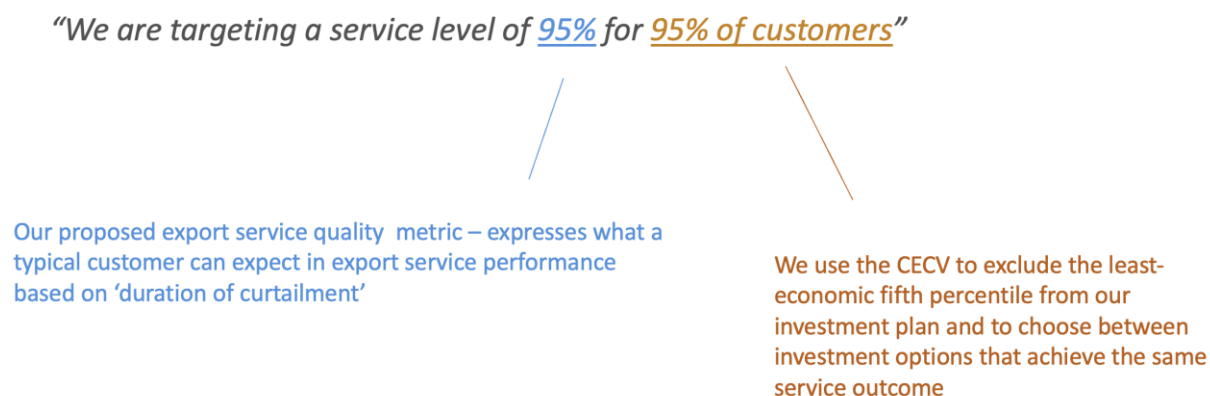 “We are targeting a service level of 95% for 95% of customers”
Our proposed export service quality metric – expresses what a
typical customer can expect in export service performance
based on ‘duration of curtailment’
We use the CECV to exclude the least-
economic fifth percentile from our
investment plan and to choose between
investment options that achieve the same
service outcome